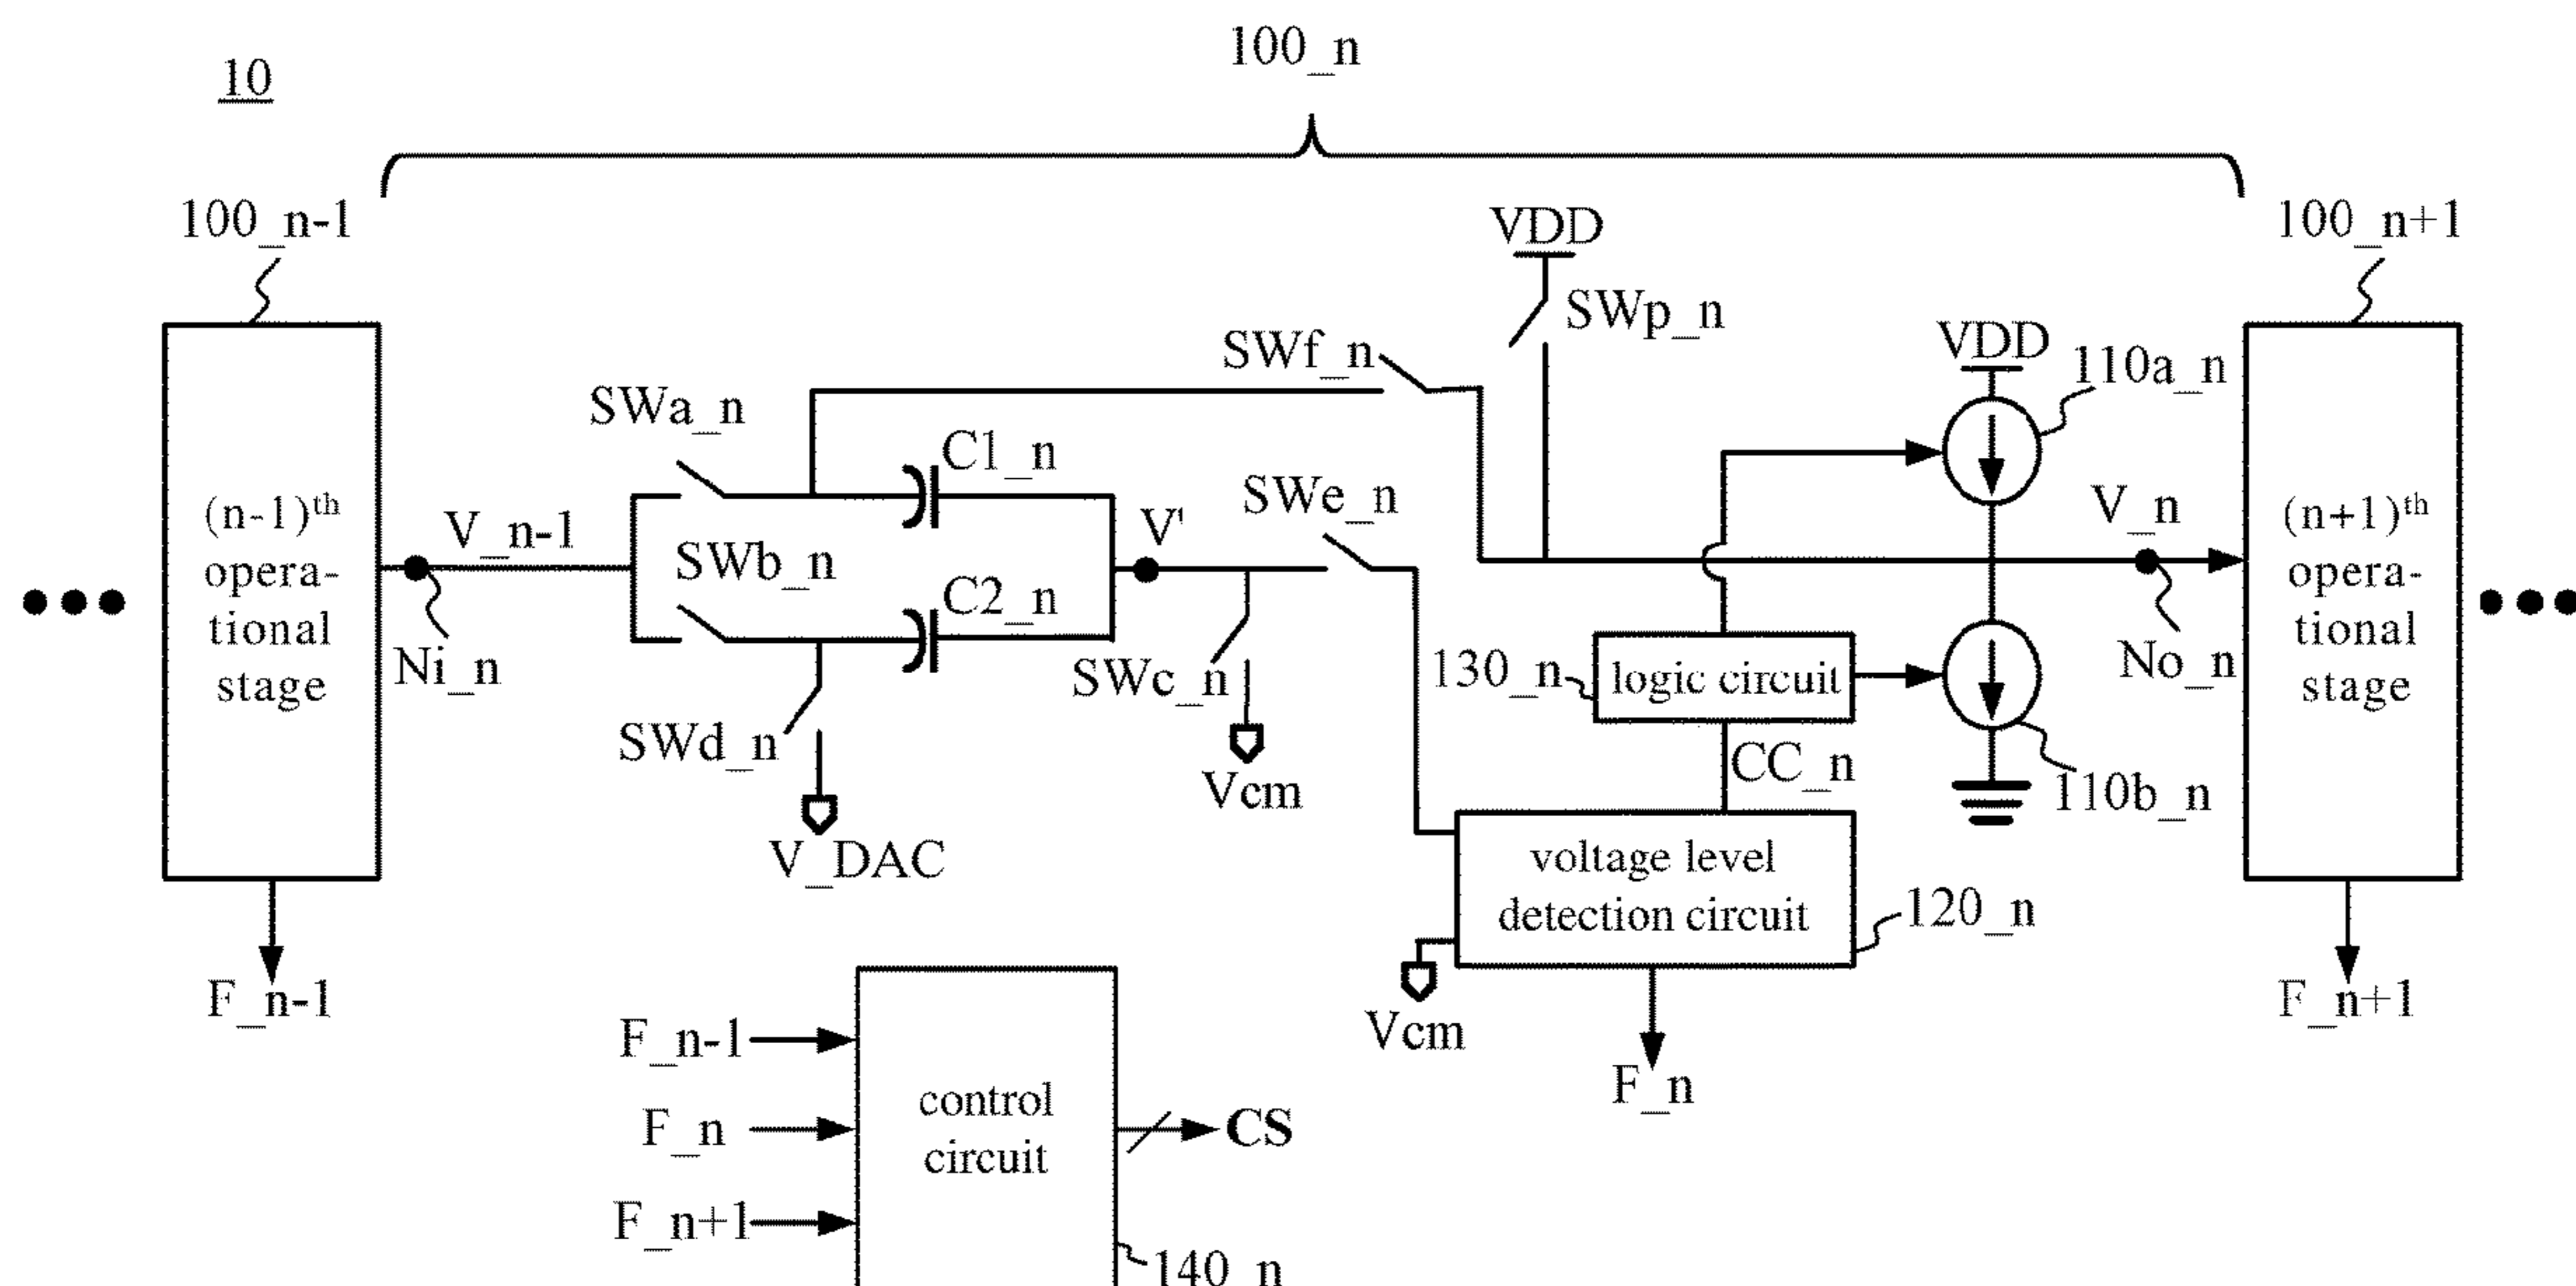 10
100_n
100_n-1
100_n+1
VDD
SWp_n
VDD
110a_n
SWf_n
SWa_n
C1_n
SWe_n
V_n-1
V'
V_n
SWb_n
C2_n
(n-1)th
opera-
tional
stage
(n+1)th
opera-
tional
stage
Ni_n
SWc_n
130_n
logic circuit
No_n
SWd_n
Vcm
CC_n
110b_n
V_DAC
voltage level
detection circuit
120_n
F_n-1
Vcm
F_n+1
F_n
F_n-1
F_n
F_n+1
control
circuit
CS
140_n